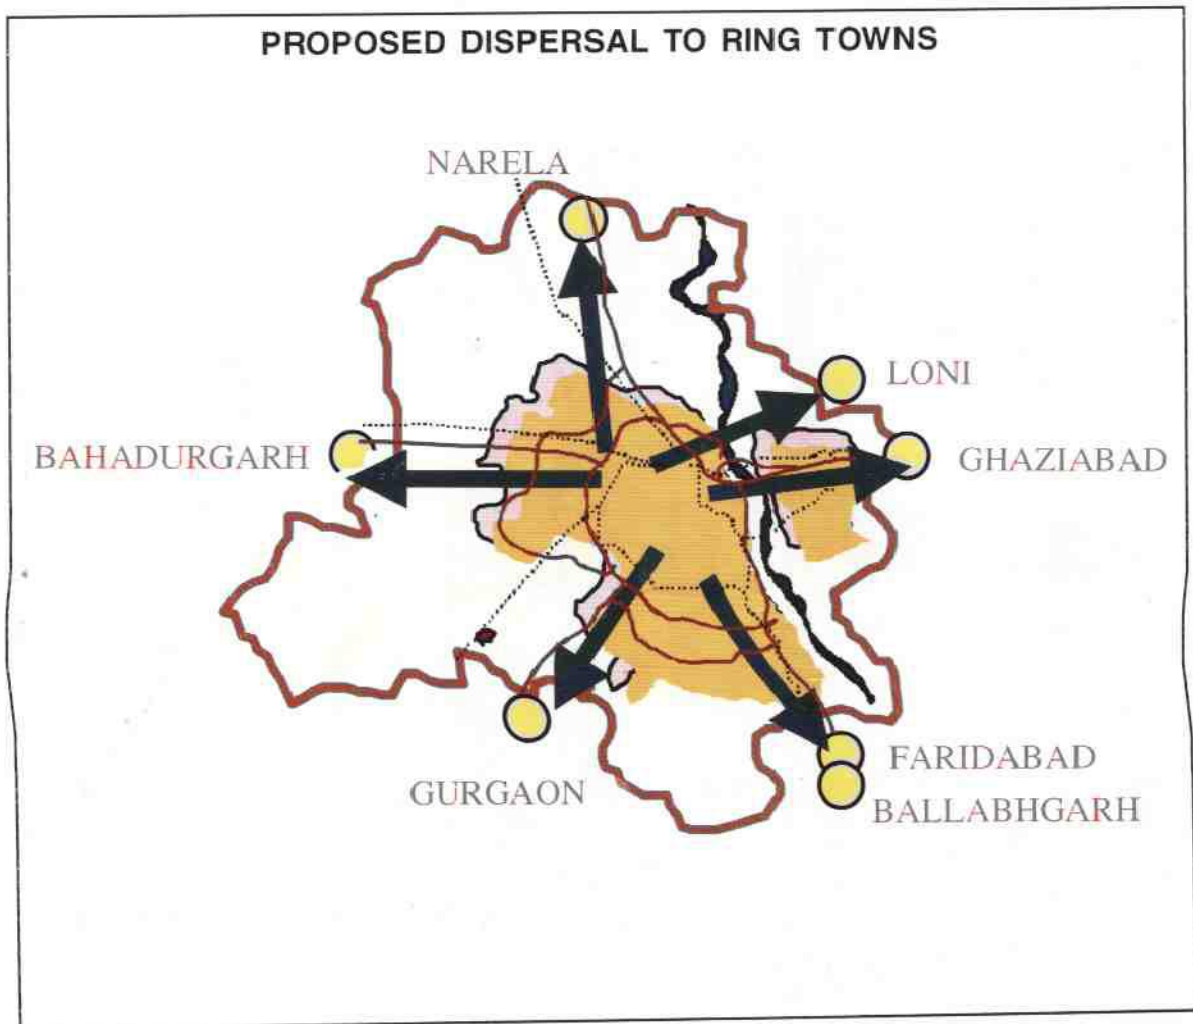 PROPOSED DISPERSAL TO RING TOWNS
NARELA
LONI
BAHADURGARH
GHAZIABAD
GURGAON
FARIDABAD
BALLABHGARH